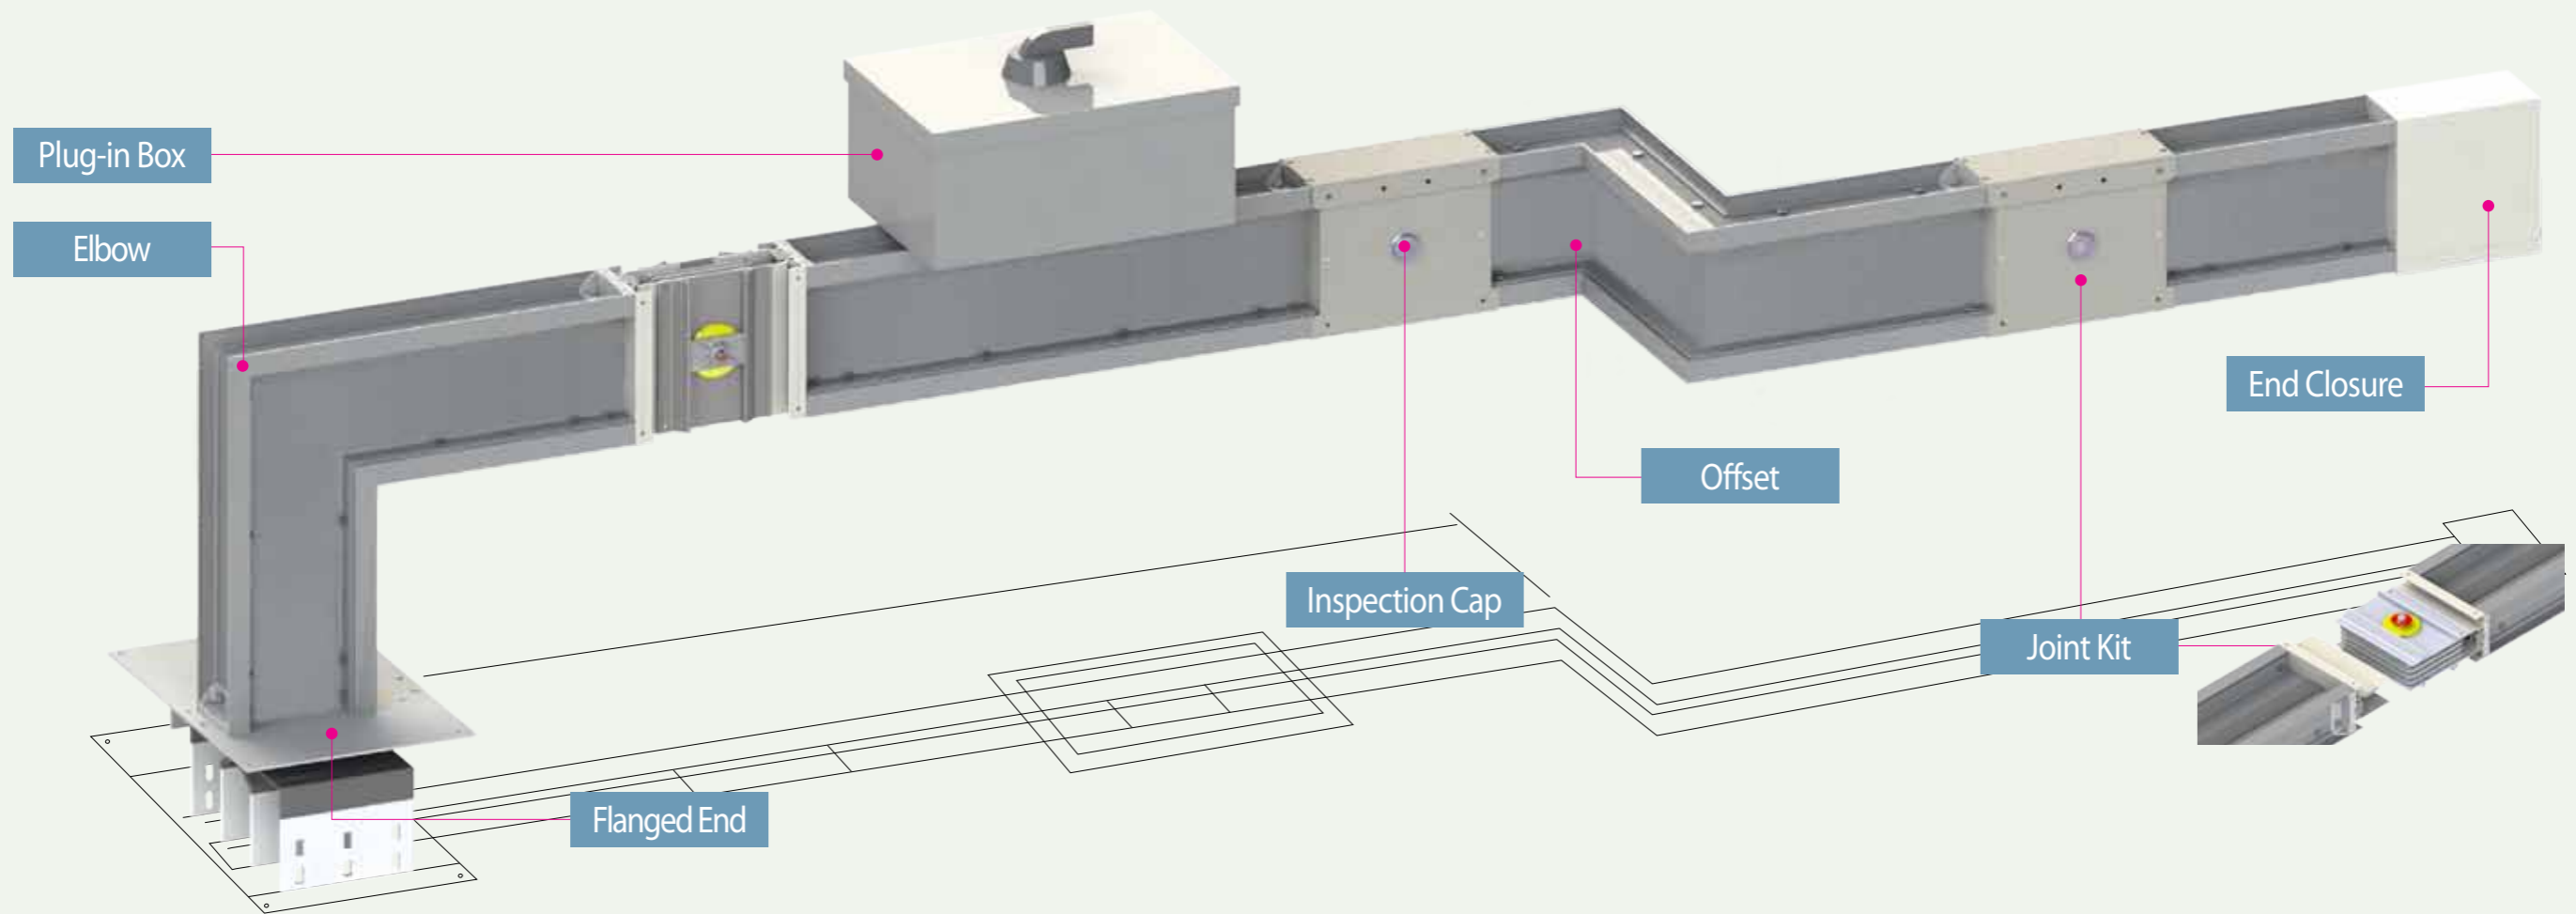 Plug-in Box
Elbow
End Closure
Offset
Inspection Cap
Joint Kit
Flanged End